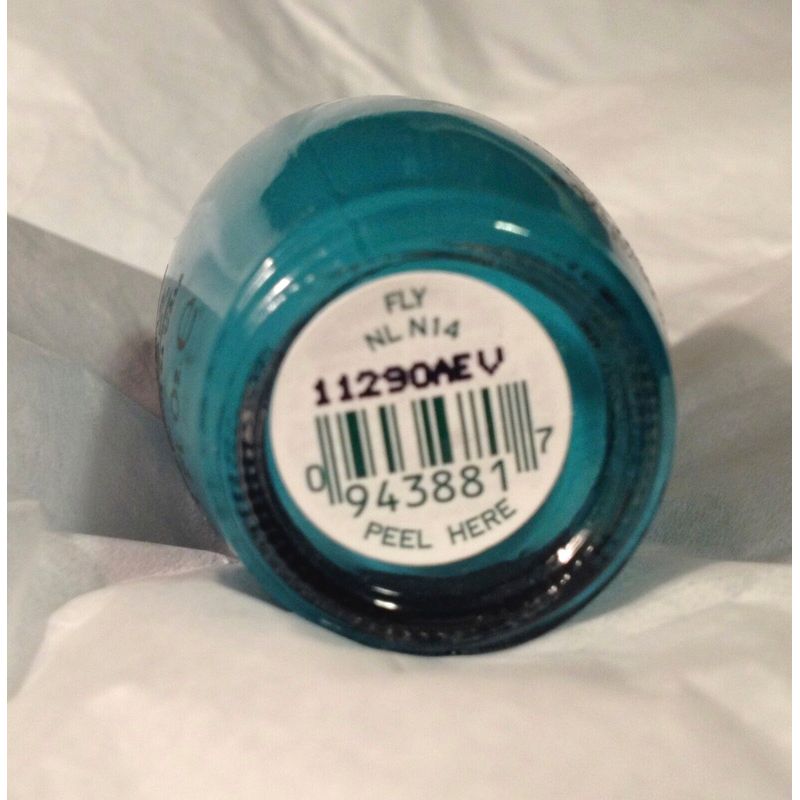 FLY
NL N14
11290AEV
0 943881 7
PEEL HERE